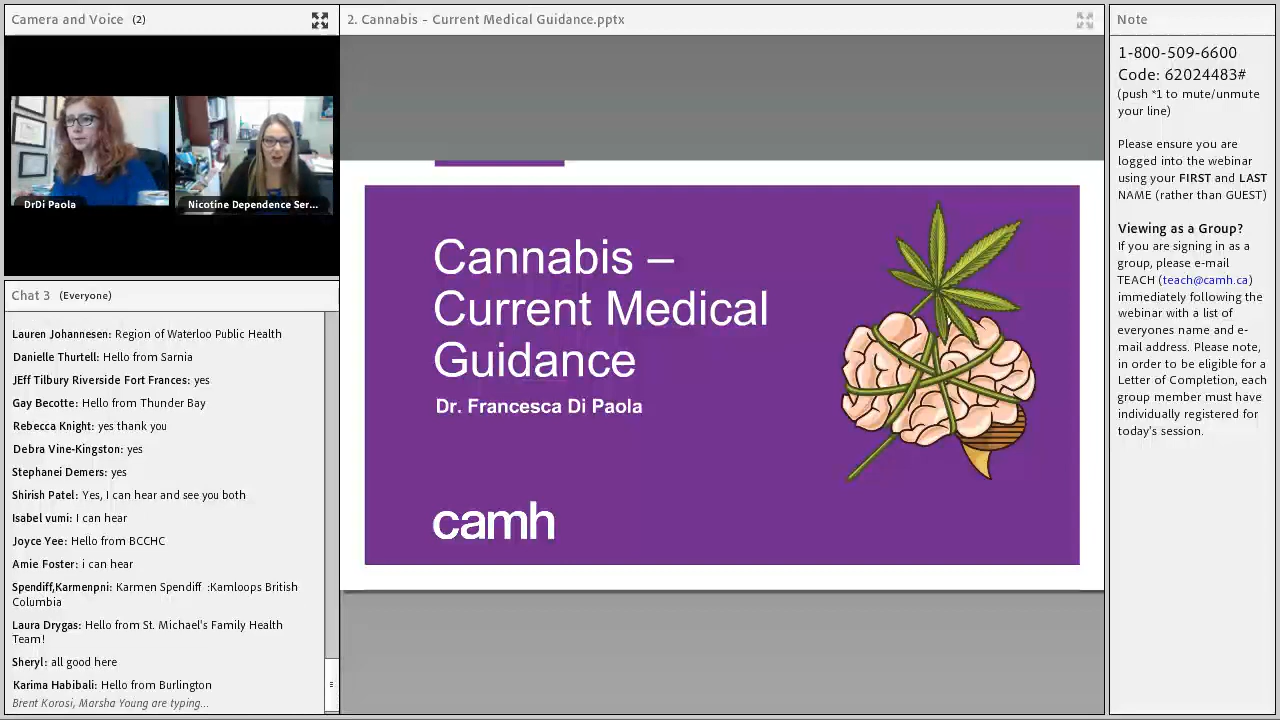 Camera and Voice (2)
DrDi Paola
Nicotine Dependence Ser...
Chat 3 (Everyone)
Lauren Johannesen: Region of Waterloo Public Health
Danielle Thurtell: Hello from Sarnia
JEff Tilbury Riverside Fort Frances: yes
Gay Becotte: Hello from Thunder Bay
Rebecca Knight: yes thank you
Debra Vine-Kingston: yes
Stephanei Demers: yes
Shirish Patel: Yes, I can hear and see you both
Isabel vumi: I can hear
Joyce Yee: Hello from BCCHC
Amie Foster: i can hear
Spendiff,Karmenpni: Karmen Spendiff :Kamloops British
Columbia
Laura Drygas: Hello from St. Michael's Family Health
Team!
Sheryl: all good here
Karima Habibali: Hello from Burlington
Brent Korosi, Marsha Young are typing...
2. Cannabis - Current Medical Guidance.pptx
Cannabis –
Current Medical
Guidance
Dr. Francesca Di Paola
camh
Note
1-800-509-6600
Code: 62024483#
(push *1 to mute/unmute
your line)
Please ensure you are
logged into the webinar
using your FIRST and LAST
NAME (rather than GUEST)
Viewing as a Group?
If you are signing in as a
group, please e-mail
TEACH (teach@camh.ca)
immediately following the
webinar with a list of
everyones name and e-
mail address. Please note,
in order to be eligible for a
Letter of Completion, each
group member must have
individually registered for
today's session.